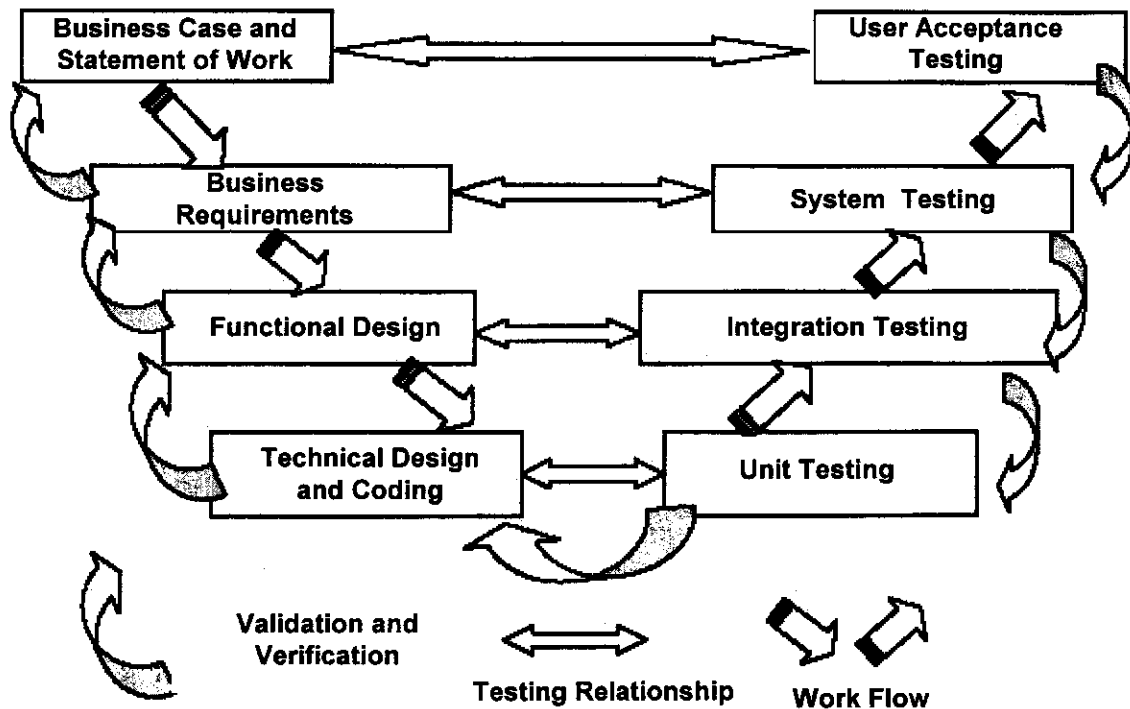 Business Case and
Statement of Work
User Acceptance
Testing
Business
Requirements
System Testing
Functional Design
Integration Testing
Technical Design
and Coding
Unit Testing
Validation and
Verification
Testing Relationship
Work Flow